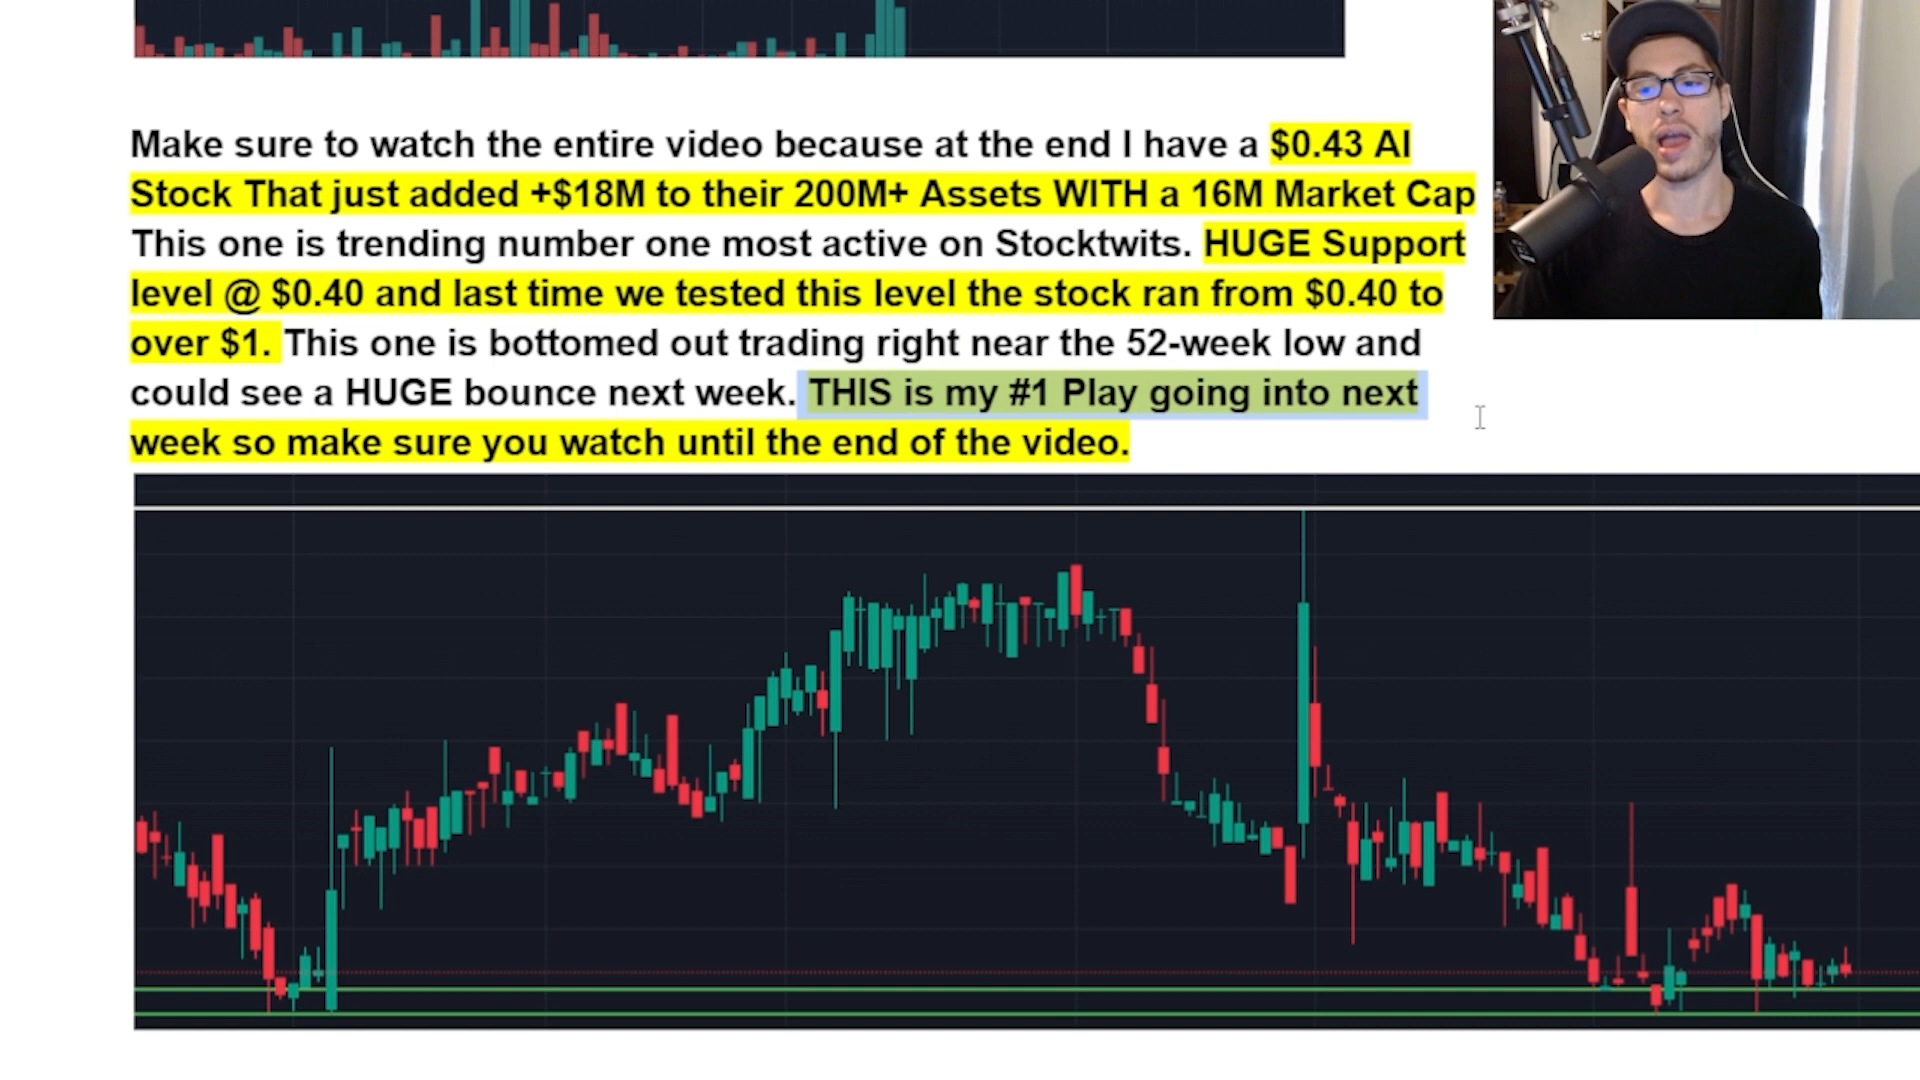 Make sure to watch the entire video because at the end I have a $0.43 AI
Stock That just added +$18M to their 200M+ Assets WITH a 16M Market Cap
This one is trending number one most active on Stocktwits. HUGE Support
level @ $0.40 and last time we tested this level the stock ran from $0.40 to
over $1. This one is bottomed out trading right near the 52-week low and
could see a HUGE bounce next week. THIS is my #1 Play going into next
week so make sure you watch until the end of the video.